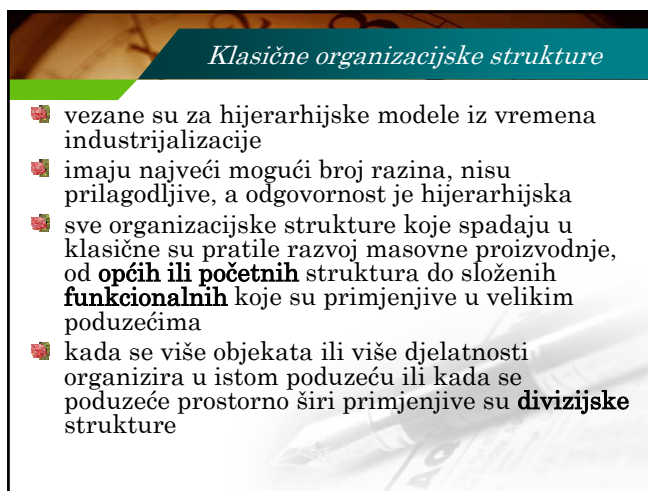 Klasične organizacijske strukture
vezane su za hijerarhijske modele iz vremena
industrijalizacije
imaju najveći mogući broj razina, nisu
prilagodljive, a odgovornost je hijerarhijska
sve organizacijske strukture koje spadaju u
klasične su pratile razvoj masovne proizvodnje,
od općih ili početnih struktura do složenih
funkcionalnih koje su primjenjive u velikim
poduzećima
kada se više objekata ili više djelatnosti
organizira u istom poduzeću ili kada se
poduzeće prostorno širi primjenjive su divizijske
strukture